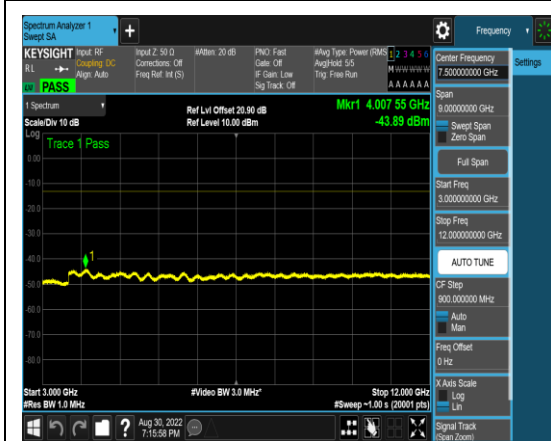 Spectrum Analyzer 1
Swept SA
+
Frequency
KEYSIGHT
Input: RF
Coupling: DC
Align: Auto
Input Z: 50 Ω
Corrections: Off
Freq Ref: Int (S)
#Atten: 20 dB
PNO: Fast
Gate: Off
IF Gain: Low
Sig Track: Off
#Avg Type: Power (RMS
Avg|Hold: 5/5
Trig: Free Run
1 2 3 4 5 6
M W W W W W
A A A A A A
RL
PASS
1 Spectrum
Scale/Div 10 dB
Ref Lvl Offset 20.90 dB
Ref Level 10.00 dBm
Mkr1 4.007 55 GHz
-43.89 dBm
Log
Trace 1 Pass
0.00
-10.0
-20.0
-30.0
-40.0
-50.0
-60.0
-70.0
-80.0
1
Start 3.000 GHz
#Res BW 1.0 MHz
#Video BW 3.0 MHz*
Stop 12.000 GHz
#Sweep ~1.00 s (20001 pts)
Center Frequency
7.500000000 GHz
Settings
Span
9.00000000 GHz
Swept Span
Zero Span
Full Span
Start Freq
3.000000000 GHz
Stop Freq
12.000000000 GHz
AUTO TUNE
CF Step
900.000000 MHz
Auto
Man
Freq Offset
0 Hz
X Axis Scale
Log
Lin
Signal Track
(Span Zoom)
?
Aug 30, 2022
7:15:58 PM